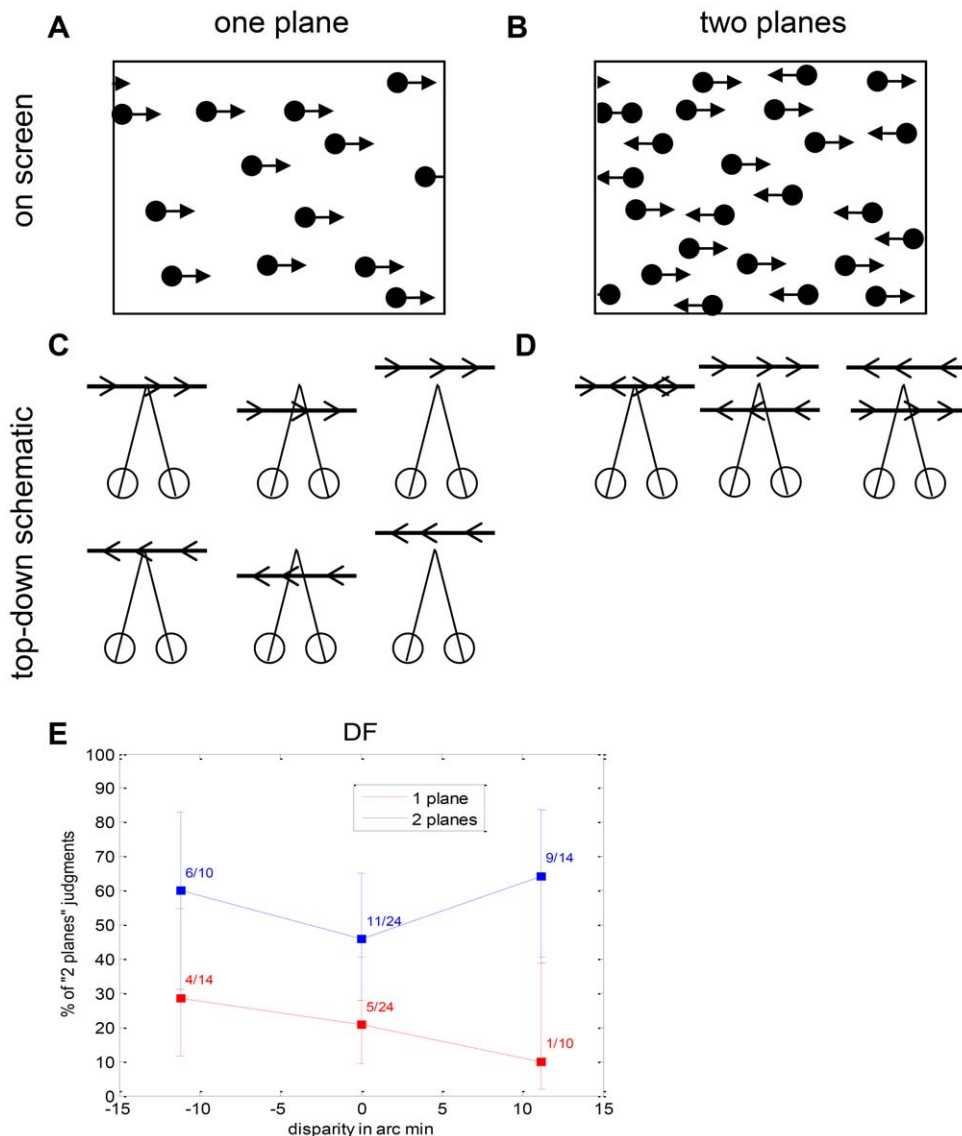 A one plane
B two planes
on screen
C
D
top-down schematic
E DF
100
90
80
70
60
50
40
30
20
10
0
% of "2 planes" judgments
1 plane
2 planes
6/10
11/24
9/14
4/14
5/24
1/10
-15 -10 -5 0 5 10 15
disparity in arc min